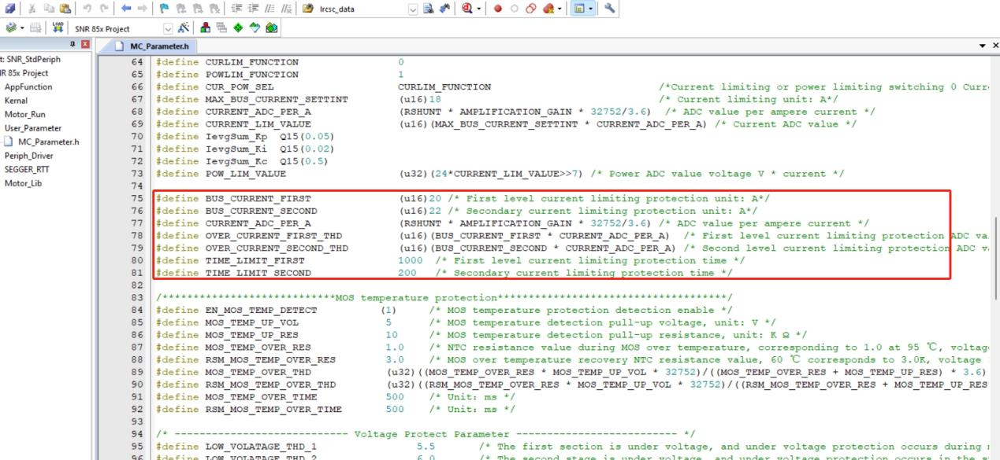 lrcsc_data
SNR 85x Project
t: SNR_StdPeriph
R 85x Project
AppFunction
Kernal
Motor_Run
User_Parameter
MC_Parameter.h
Periph_Driver
SEGGER_RTT
Motor_Lib
MC_Parameter.h
64 #define CURLIM_FUNCTION 0
65 #define POWLIM_FUNCTION 1
66 #define CUR_POW_SEL CURLIM_FUNCTION /*Current limiting or power limiting switching 0 Curr
67 #define MAX_BUS_CURRENT_SETTINT (u16)18 /* Current limiting unit: A*/
68 #define CURRENT_ADC_PER_A (RSHUNT * AMPLIFICATION_GAIN * 32752/3.6) /* ADC value per ampere current */
69 #define CURRENT_LIM_VALUE (u16)(MAX_BUS_CURRENT_SETTINT * CURRENT_ADC_PER_A) /* Current ADC value */
70 #define IevgSum_Kp Q15(0.05)
71 #define IevgSum_Ki Q15(0.02)
72 #define IevgSum_Kc Q15(0.5)
73 #define POW_LIM_VALUE (u32)(24*CURRENT_LIM_VALUE>>7) /* Power ADC value voltage V * current */
74
75 #define BUS_CURRENT_FIRST (u16)20 /* First level current limiting protection unit: A*/
76 #define BUS_CURRENT_SECOND (u16)22 /* Secondary current limiting protection unit: A*/
77 #define CURRENT_ADC_PER_A (RSHUNT * AMPLIFICATION_GAIN * 32752/3.6) /* ADC value per ampere current */
78 #define OVER_CURRENT_FIRST_THD (u16)(BUS_CURRENT_FIRST * CURRENT_ADC_PER_A) /* First level current limiting protection ADC va
79 #define OVER_CURRENT_SECOND_THD (u16)(BUS_CURRENT_SECOND * CURRENT_ADC_PER_A) /* Second level current limiting protection ADC v
80 #define TIME_LIMIT_FIRST 1000 /* First level current limiting protection time */
81 #define TIME_LIMIT_SECOND 200 /* Secondary current limiting protection time */
82
83 /****************************MOS temperature protection*************************************/
84 #define EN_MOS_TEMP_DETECT (1) /* MOS temperature protection detection enable */
85 #define MOS_TEMP_UP_VOL 5 /* MOS temperature detection pull-up voltage, unit: V */
86 #define MOS_TEMP_UP_RES 10 /* MOS temperature detection pull-up resistance, unit: K Ω */
87 #define MOS_TEMP_OVER_RES 1.0 /* NTC resistance value during MOS over temperature, corresponding to 1.0 at 95 ℃, voltag
88 #define RSM_MOS_TEMP_OVER_RES 3.0 /* MOS over temperature recovery NTC resistance value, 60 ℃ corresponds to 3.0K, voltage
89 #define MOS_TEMP_OVER_THD (u32)((MOS_TEMP_OVER_RES * MOS_TEMP_UP_VOL * 32752)/((MOS_TEMP_OVER_RES + MOS_TEMP_UP_RES) * 3.6)
90 #define RSM_MOS_TEMP_OVER_THD (u32)((RSM_MOS_TEMP_OVER_RES * MOS_TEMP_UP_VOL * 32752)/((RSM_MOS_TEMP_OVER_RES + MOS_TEMP_UP_RES
91 #define MOS_TEMP_OVER_TIME 500 /* Unit: ms */
92 #define RSM_MOS_TEMP_OVER_TIME 500 /* Unit: ms */
93
94 /* ---------------------------- Voltage Protect Parameter -------------------------- */
95 #define LOW_VOLATAGE_THD_1 5.5 /* The first section is under voltage, and under voltage protection occurs during
96 #define LOW_VOLATAGE_THD_2 6.0 /* The second stage is under voltage, and under voltage protection occurs in the